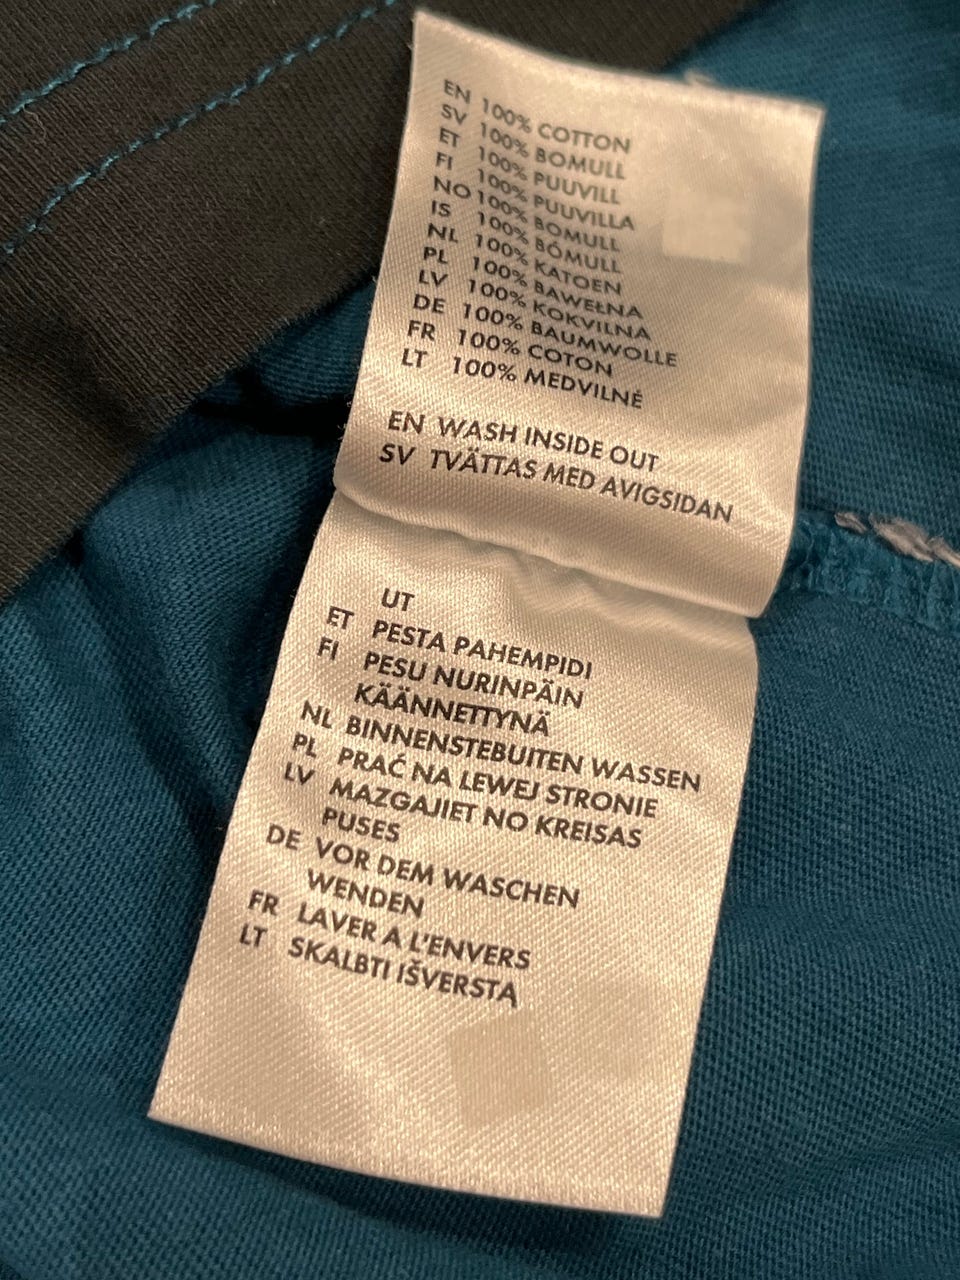 EN 100% COTTON
SV 100% BOMULL
ET 100% PUUVILL
FI 100% PUUVILLA
NO 100% BOMULL
IS 100% BÓMULL
NL 100% KATOEN
PL 100% BAWEŁNA
LV 100% KOKVILNA
DE 100% BAUMWOLLE
FR 100% COTON
LT 100% MEDVILNĖ
EN WASH INSIDE OUT
SV TVÄTTAS MED AVIGSIDAN
UT
ET PESTA PAHEMPIDI
FI PESU NURINPÄIN
KÄÄNNETTYNÄ
NL BINNENSTEBUITEN WASSEN
PL PRAĆ NA LEWEJ STRONIE
LV MAZGAJIET NO KREISAS
PUSES
DE VOR DEM WASCHEN
WENDEN
FR LAVER A L'ENVERS
LT SKALBTI IŠVERSTĄ